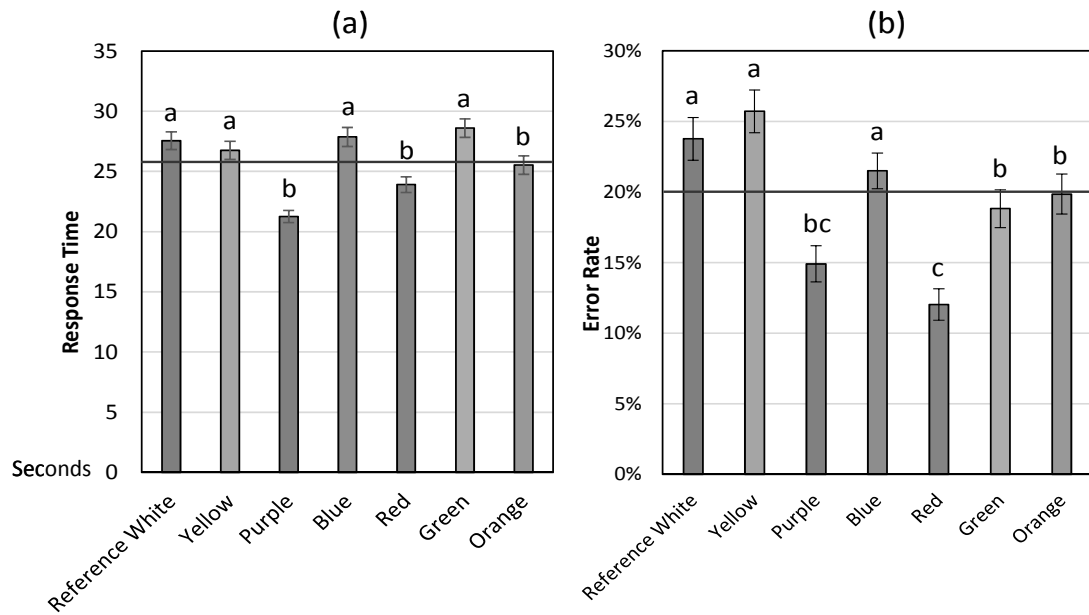 (a)
35
30
25
20
15
10
5
Seconds 0
Response Time
a
a
b
a
b
a
b
Reference White
Yellow
Purple
Blue
Red
Green
Orange
(b)
30%
25%
20%
15%
10%
5%
0%
Error Rate
a
a
bc
a
c
b
b
Reference White
Yellow
Purple
Blue
Red
Green
Orange